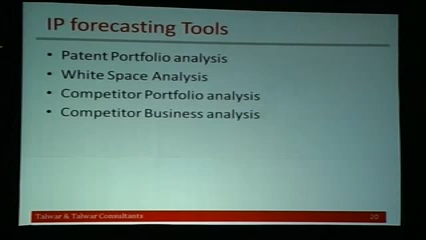 IP forecasting Tools
• Patent Portfolio analysis
• White Space Analysis
• Competitor Portfolio analysis
• Competitor Business analysis
Talwar & Talwar Consultants 20